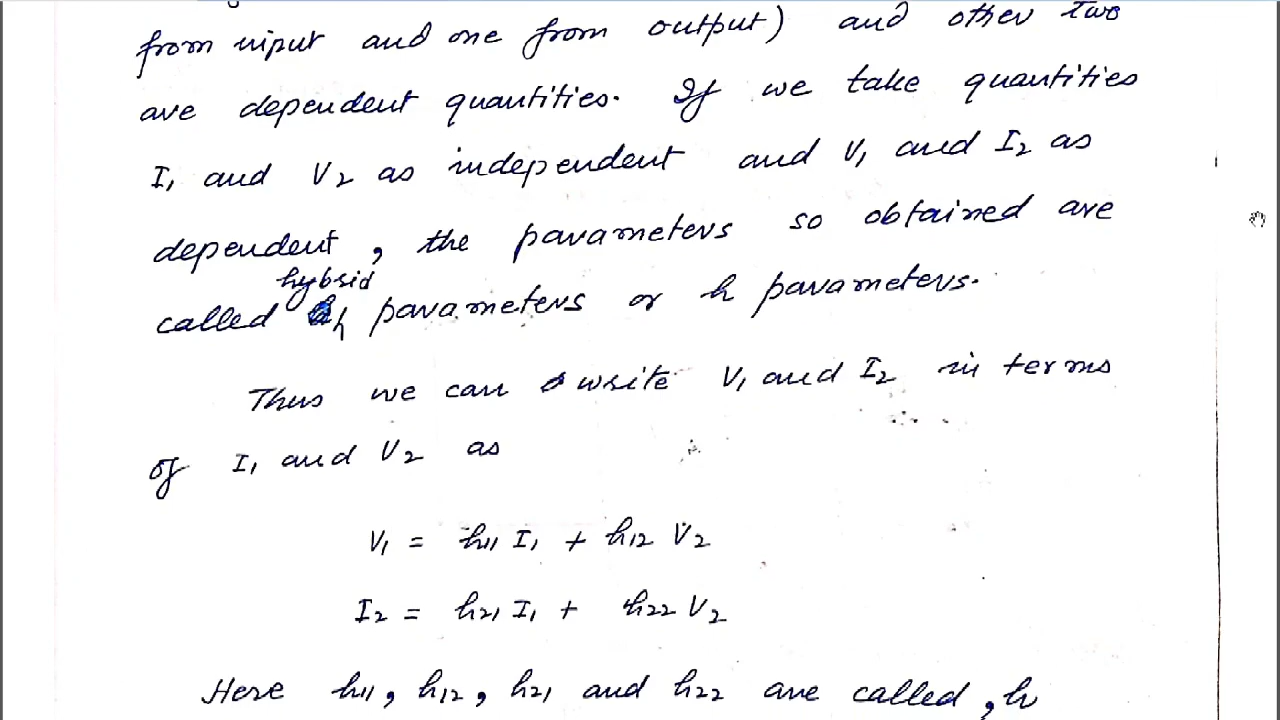 from input and one from output) and other two
are dependent quantities. If we take quantities
I₁ and V₂ as independent and V₁ and I₂ as
dependent, the parameters so obtained are
hybrid
called h parameters or h parameters.
Thus we can write V₁ and I₂ in terms
of I₁ and V₂ as
V₁ = h₁₁ I₁ + h₁₂ V₂
I₂ = h₂₁ I₁ + h₂₂ V₂
Here h₁₁, h₁₂, h₂₁ and h₂₂ are called, h